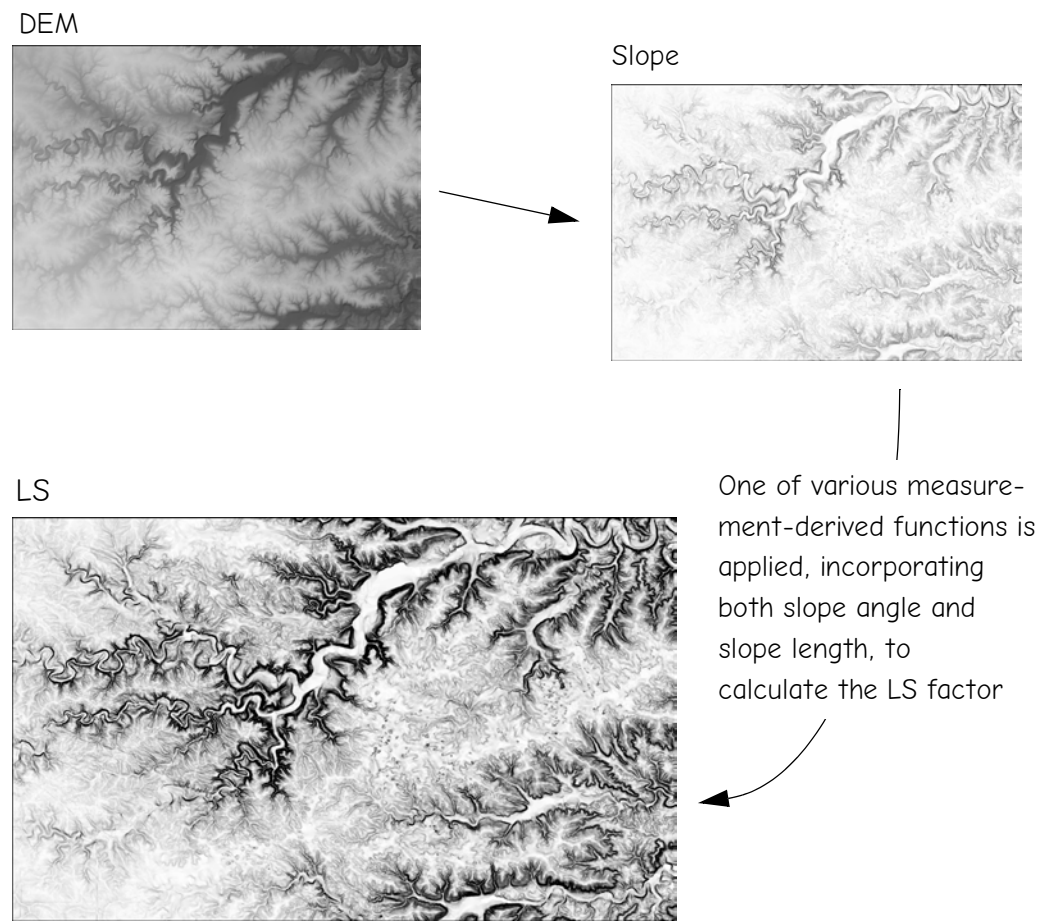 DEM
Slope
LS
One of various measure-
ment-derived functions is
applied, incorporating
both slope angle and
slope length, to
calculate the LS factor